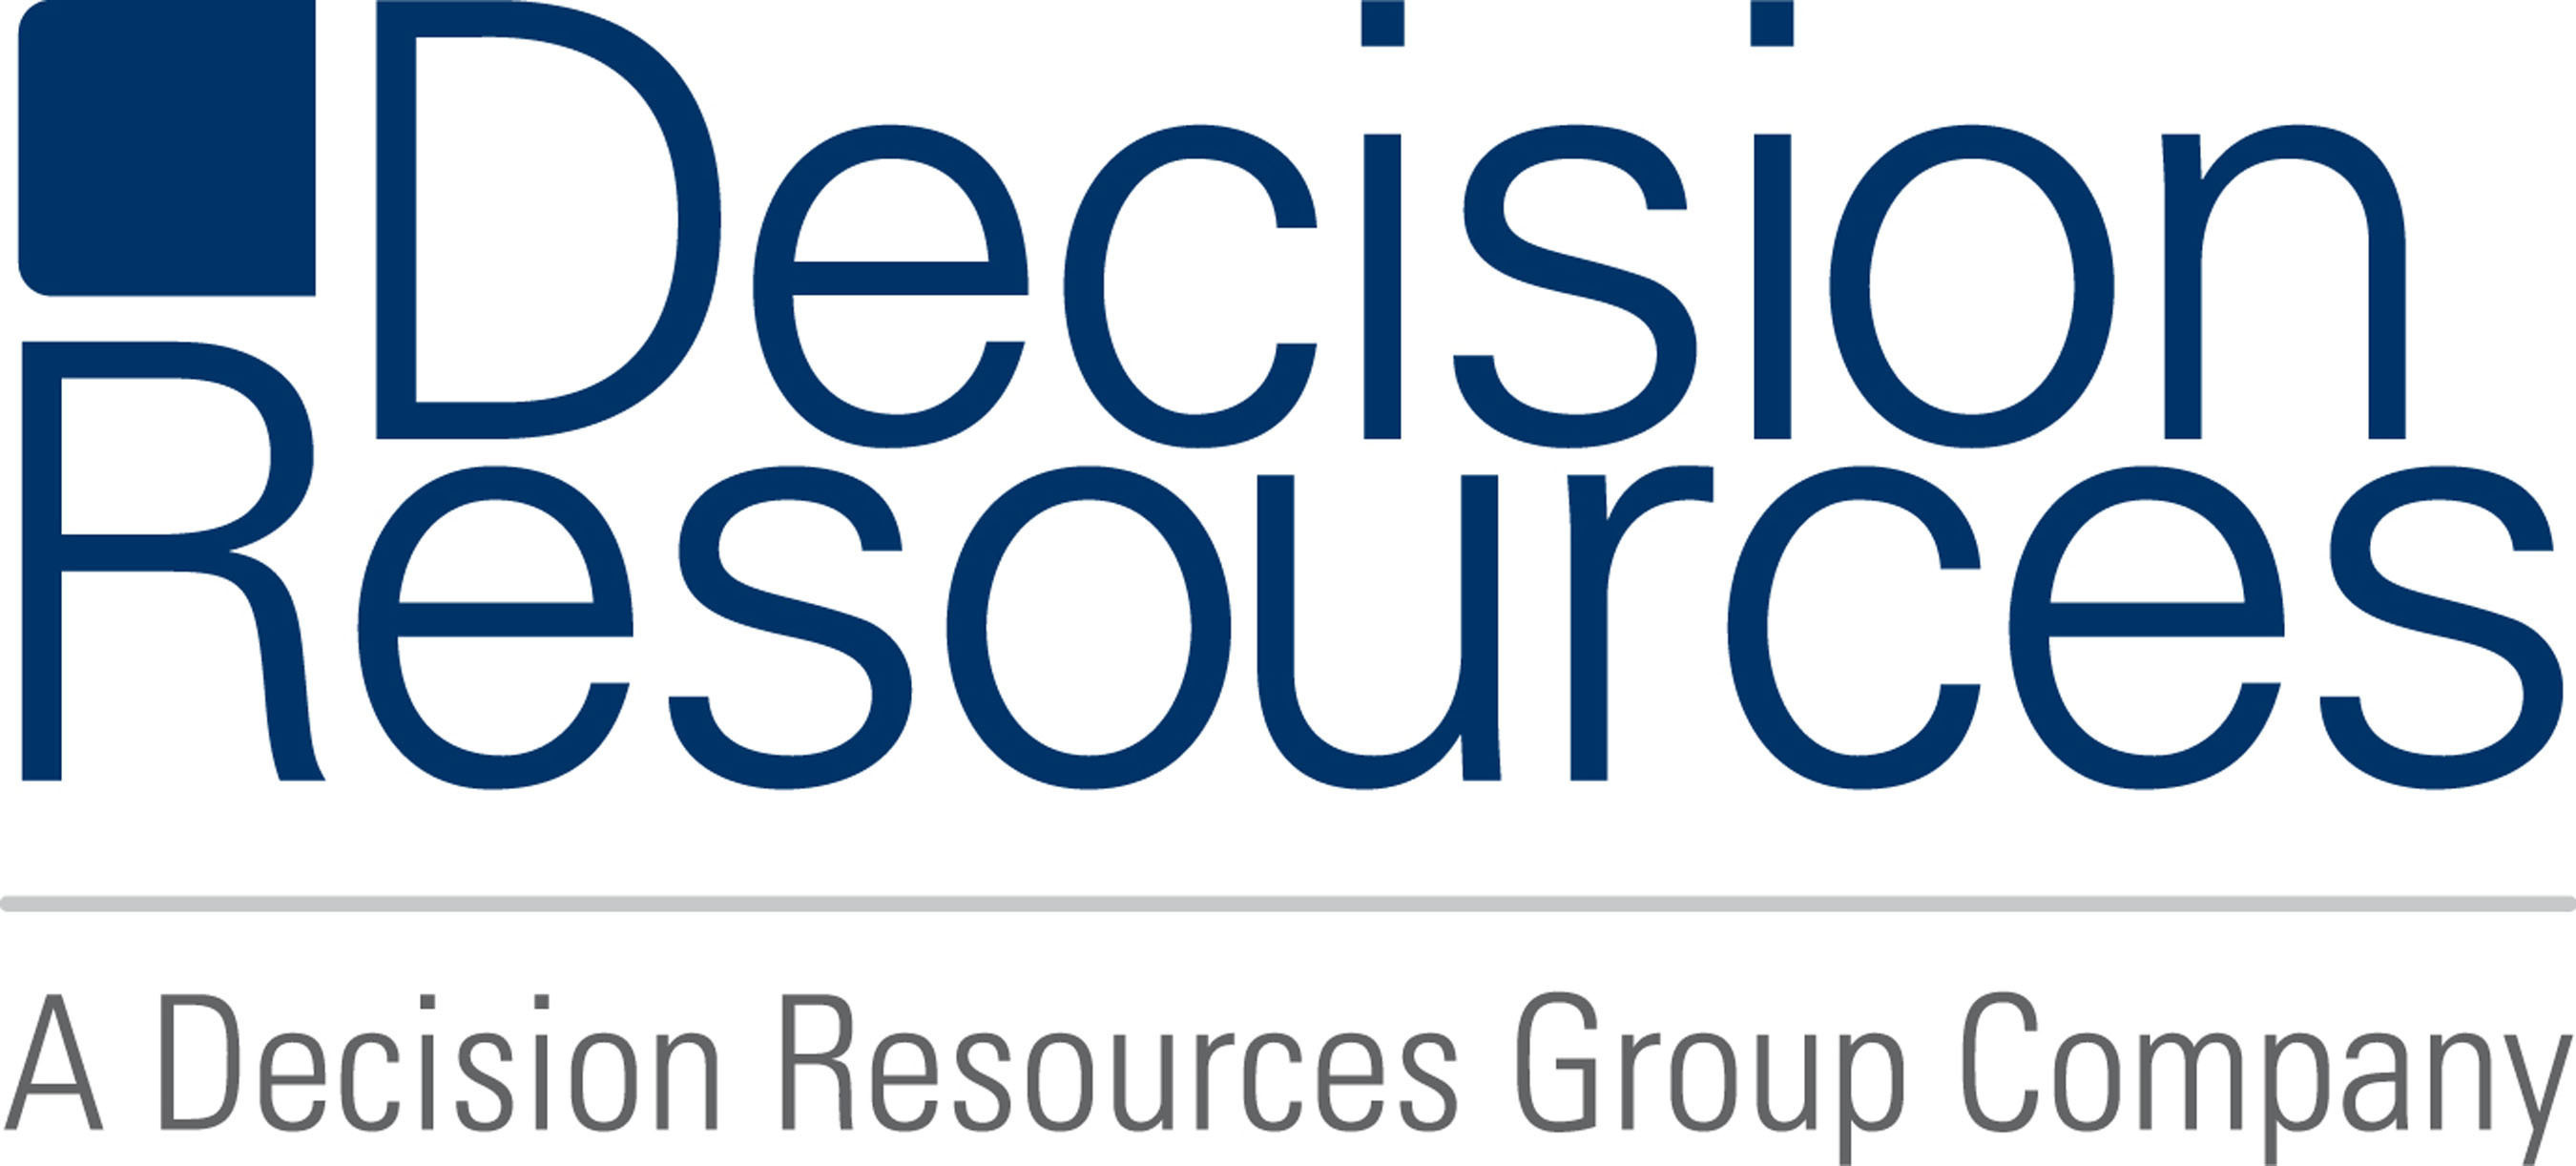 Decision
Resources
A Decision Resources Group Company